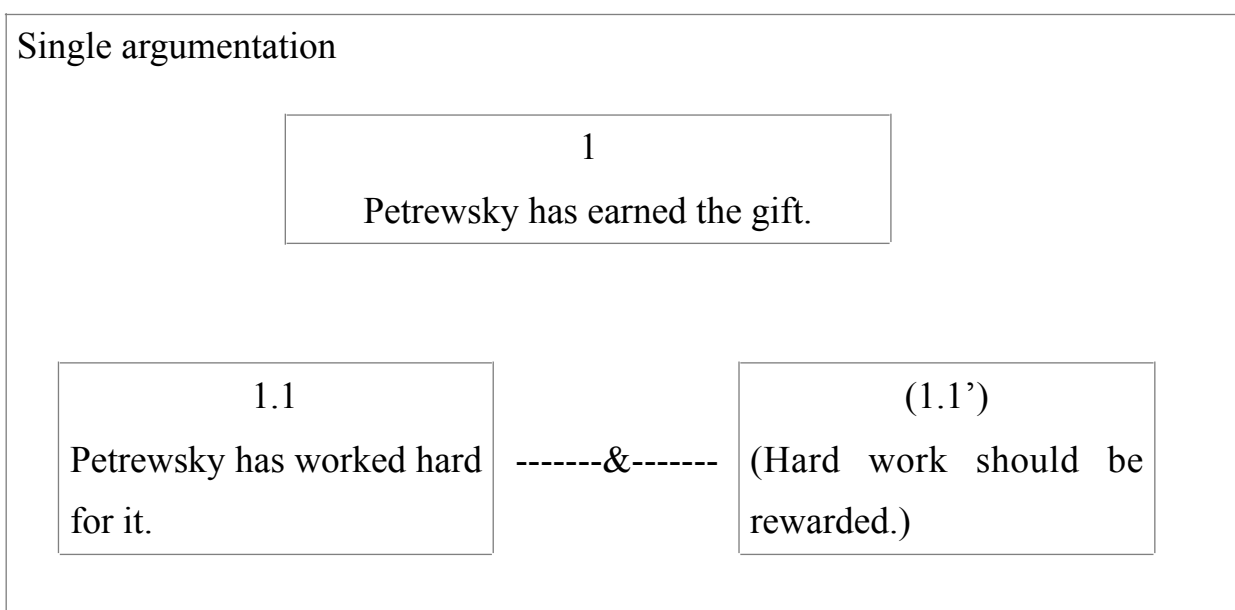 Single argumentation
1
Petrewsky has earned the gift.
1.1
Petrewsky has worked hard
for it.
-------&-------
(1.1’)
(Hard work should be
rewarded.)